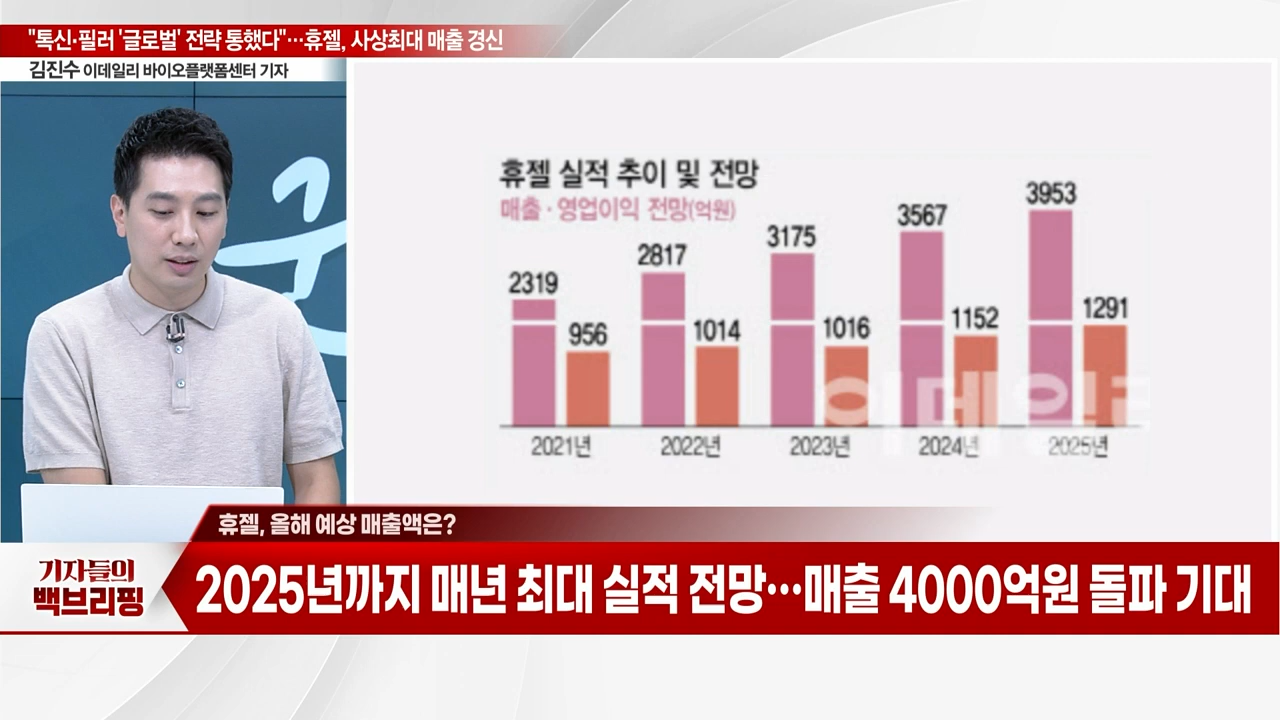 "톡신·필러 '글로벌' 전략 통했다"…휴젤, 사상최대 매출 경신
김진수 이데일리 바이오플랫폼센터 기자
휴젤 실적 추이 및 전망
매출·영업이익 전망(억원)
2319 956 2817 1014 3175 1016 3567 1152 3953 1291
2021년 2022년 2023년 2024년 2025년
이데일리
휴젤, 올해 예상 매출액은?
기자들의
백브리핑
2025년까지 매년 최대 실적 전망…매출 4000억원 돌파 기대